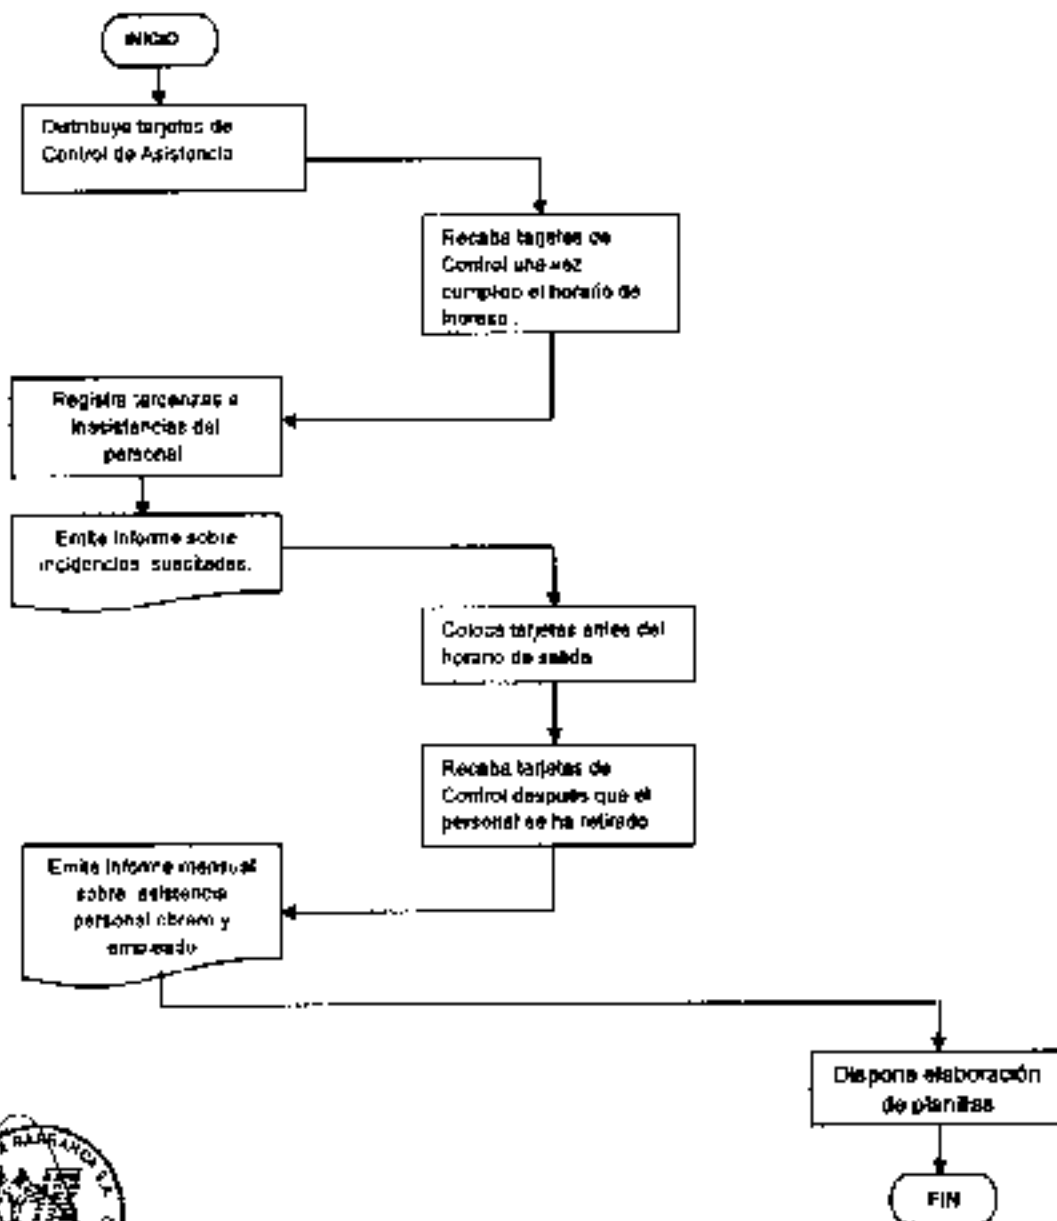 INICIO
Distribuye tarjetas de
Control de Asistencia
Recaba tarjetas de
Control una vez
cumplido el horario de
ingreso.
Registra tardanzas e
inasistencias del
personal
Emite informe sobre
incidencias suscitadas.
Coloca tarjetas antes del
horario de salida
Recaba tarjetas de
Control después que el
personal se ha retirado
Emite informe mensual
sobre asistencia
personal obrero y
empleado
Dispone elaboración
de planillas
FIN
BARRANCA S.A.